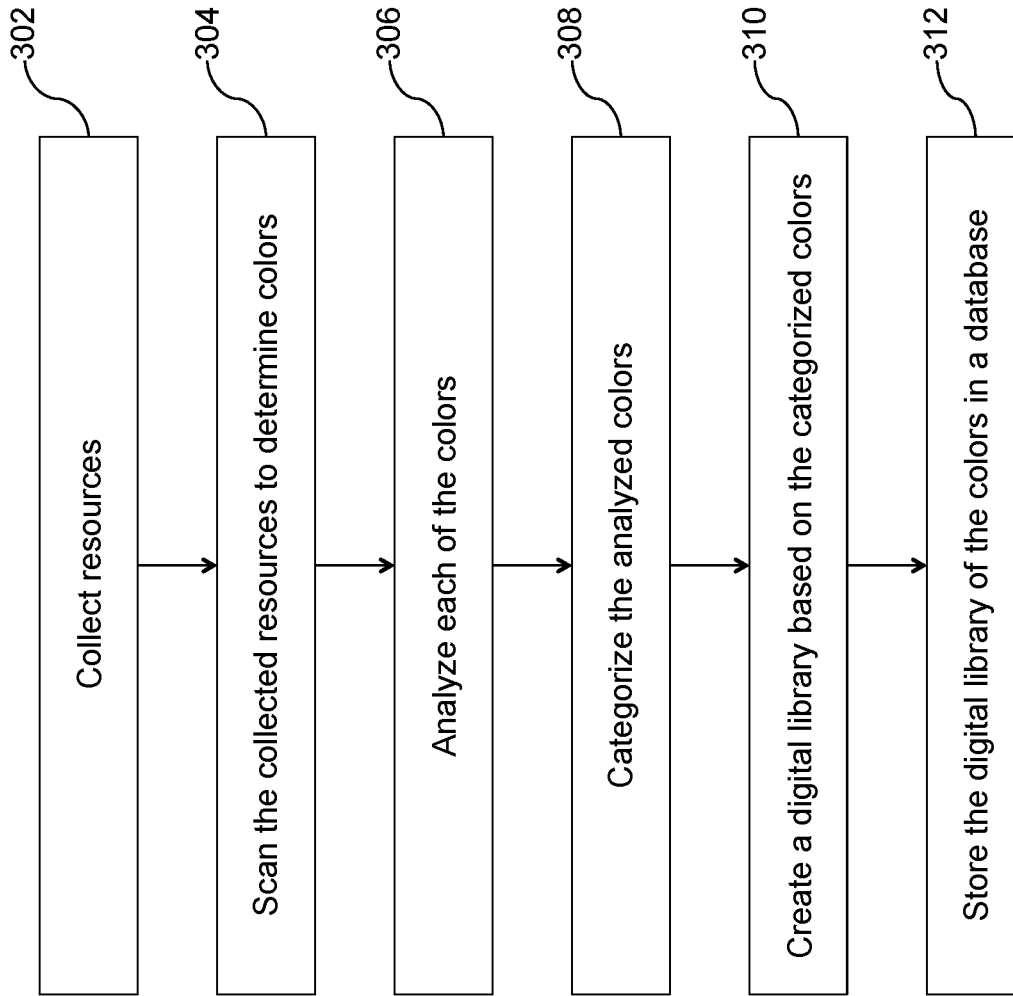 Collect resources
302
Scan the collected resources to determine colors
304
Analyze each of the colors
306
Categorize the analyzed colors
308
Create a digital library based on the categorized colors
310
Store the digital library of the colors in a database
312